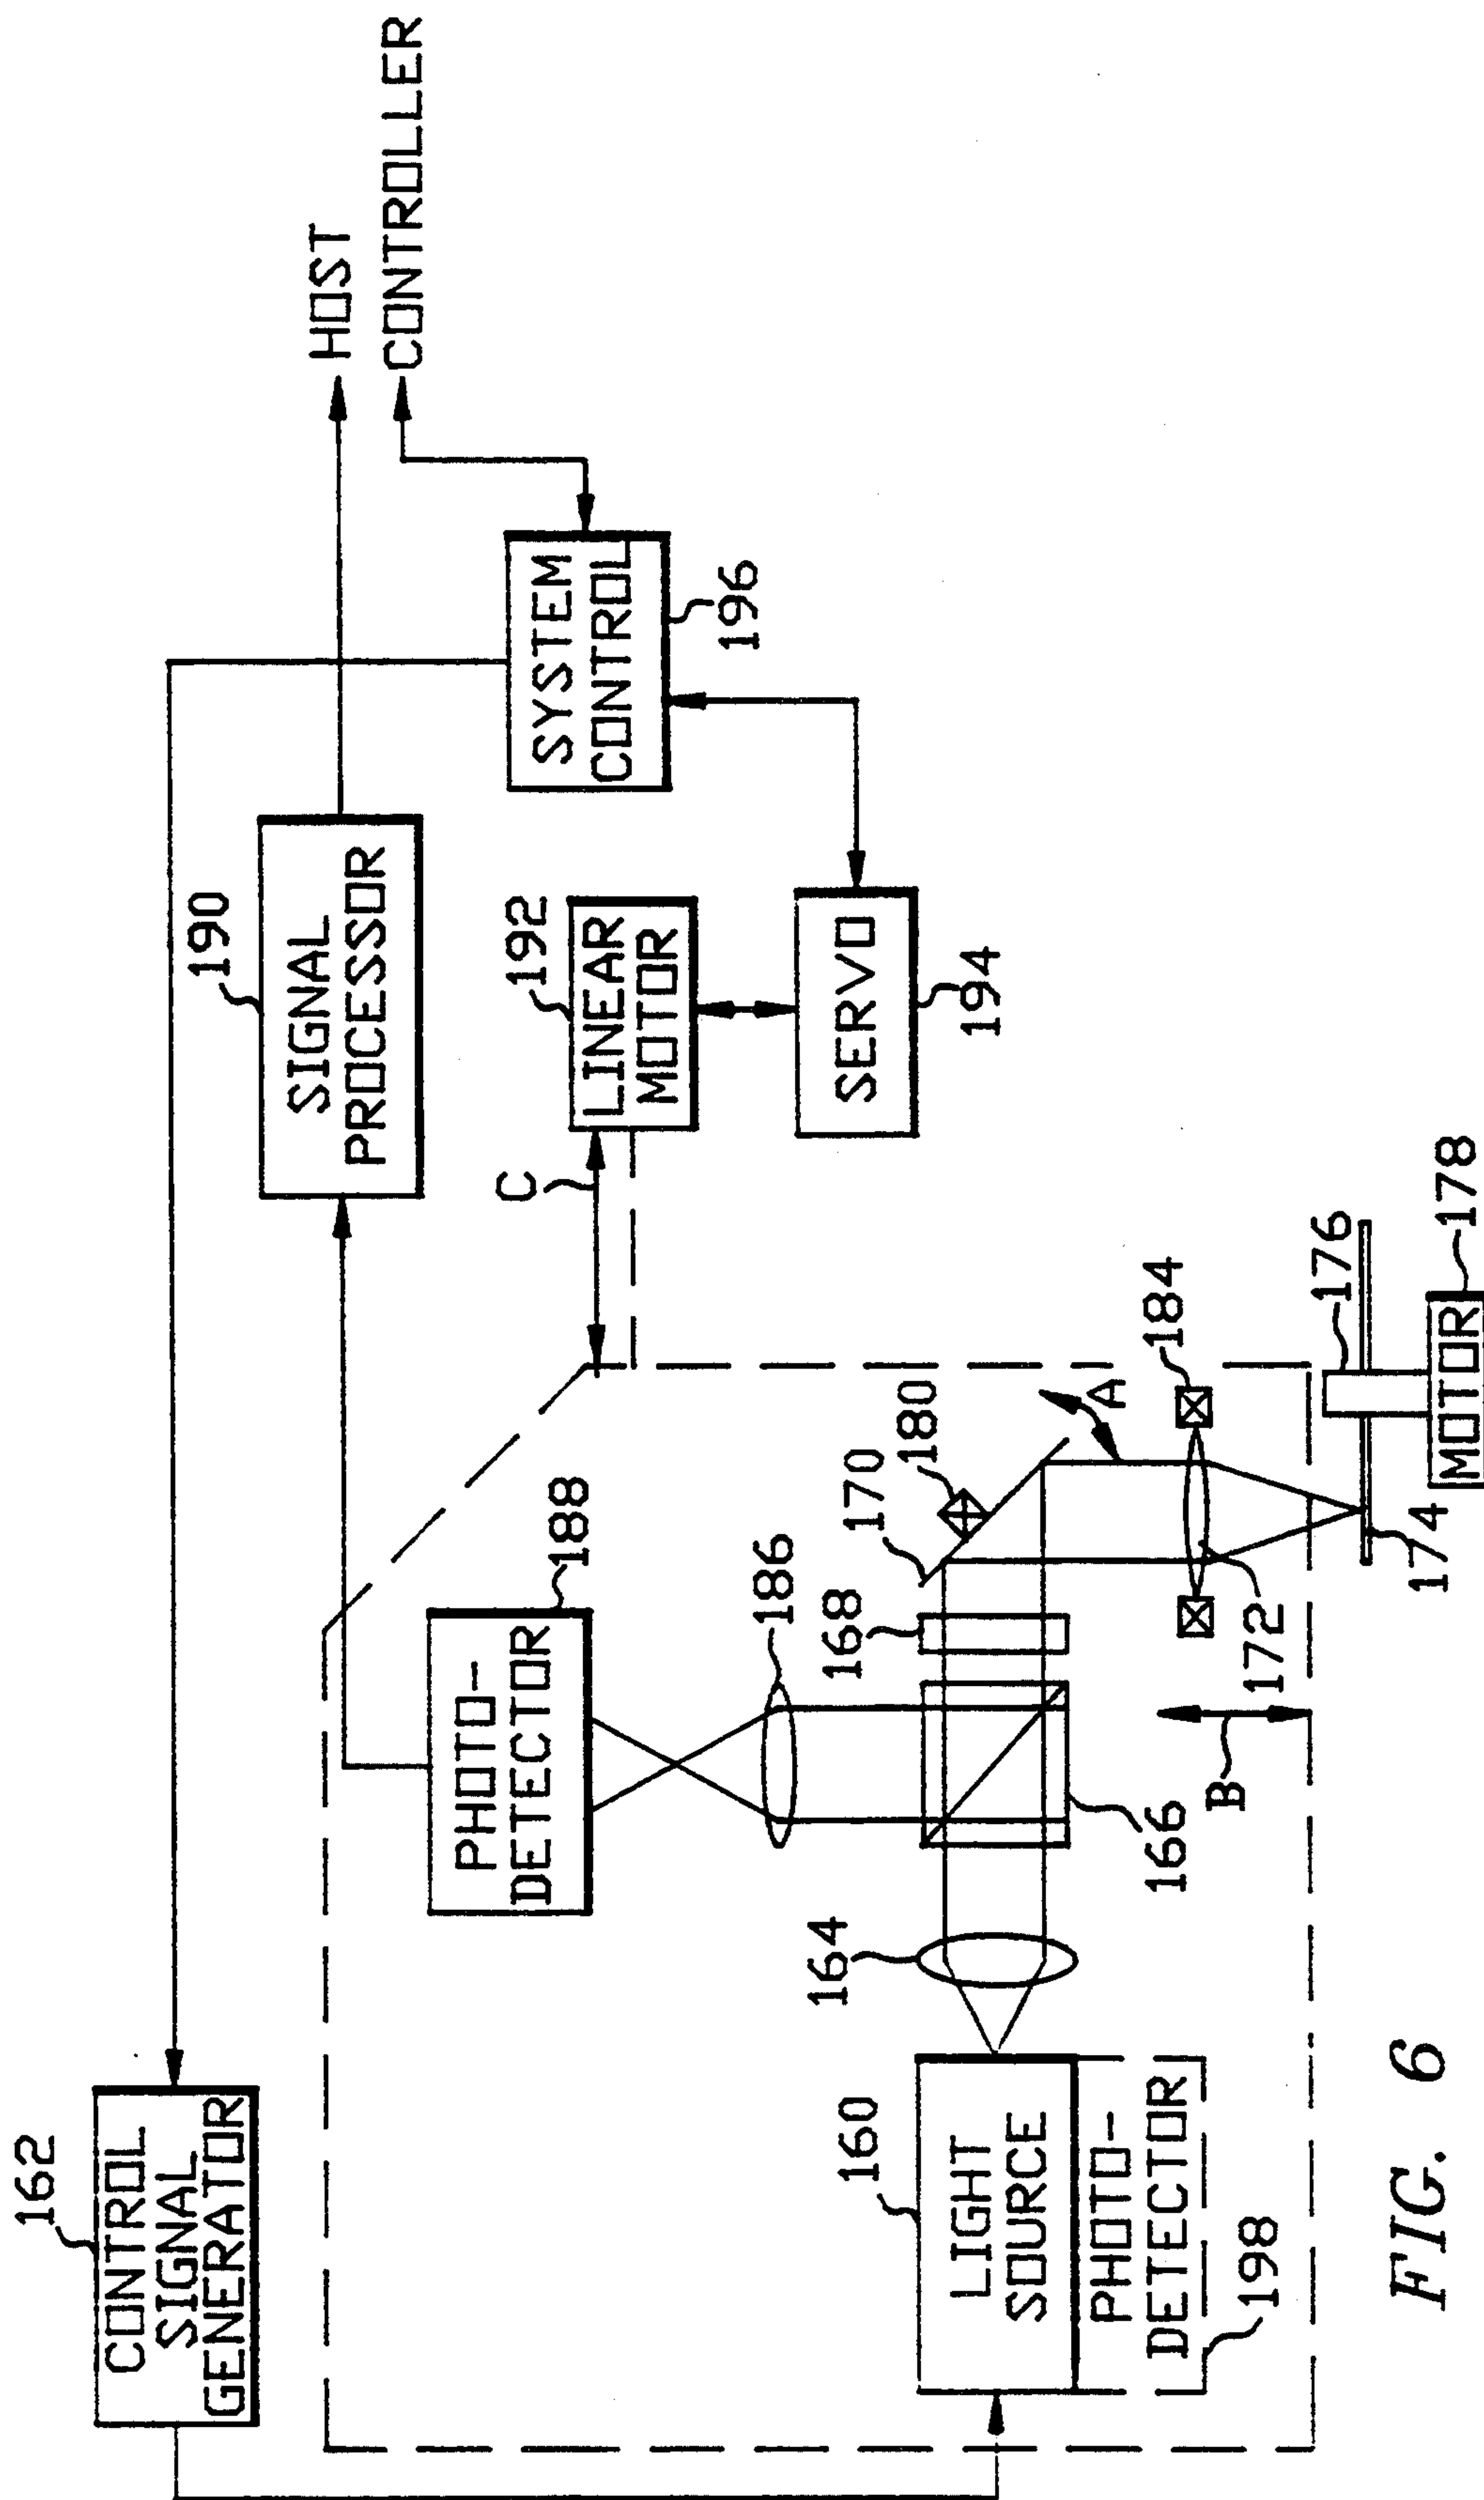 162
CONTROL
SIGNAL
GENERATOR
190
SIGNAL
PROCESSOR
HOST
CONTROLLER
188
PHOTO-
DETECTOR
C
192
LINEAR
MOTOR
SYSTEM
CONTROL
196
186
160
LIGHT
SOURCE
164
168
170
180
A
SERVO
194
PHOTO-
DETECTOR
198
166
B
172
184
174
176
MOTOR
178
FIG. 6